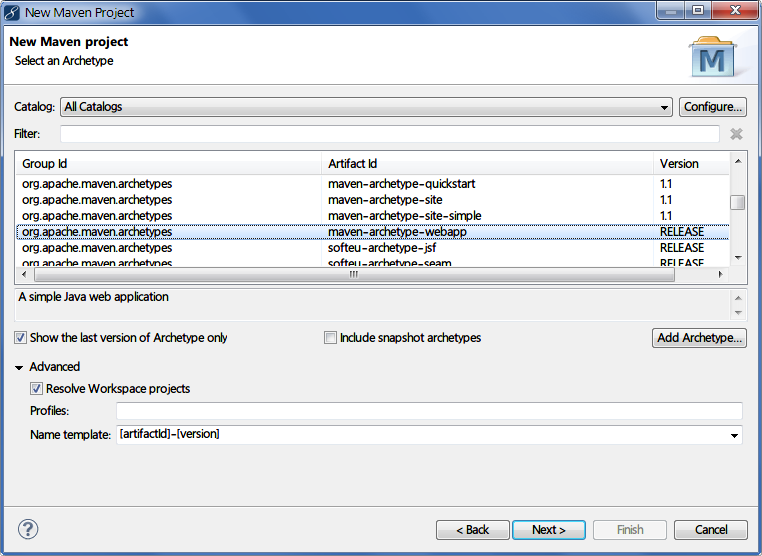 New Maven Project
New Maven project
Select an Archetype
M
Catalog: All Catalogs Configure...
Filter:
Group Id Artifact Id Version
org.apache.maven.archetypes maven-archetype-quickstart 1.1
org.apache.maven.archetypes maven-archetype-site 1.1
org.apache.maven.archetypes maven-archetype-site-simple 1.1
org.apache.maven.archetypes maven-archetype-webapp RELEASE
org.apache.maven.archetypes softeu-archetype-jsf RELEASE
org.apache.maven.archetypes softeu-archetype-seam RELEASE
A simple Java web application
Show the last version of Archetype only Include snapshot archetypes Add Archetype...
Advanced
Resolve Workspace projects
Profiles:
Name template: [artifactId]-[version]
? < Back Next > Finish Cancel